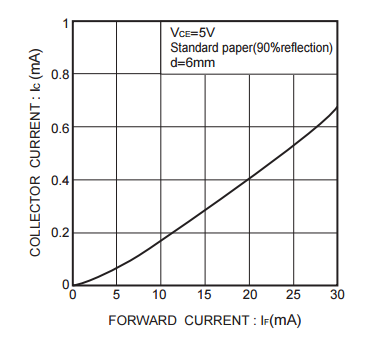 COLLECTOR CURRENT : Ic (mA)
1
0.8
0.6
0.4
0.2
0
VCE=5V
Standard paper(90%reflection)
d=6mm
0 5 10 15 20 25 30
FORWARD CURRENT : IF(mA)